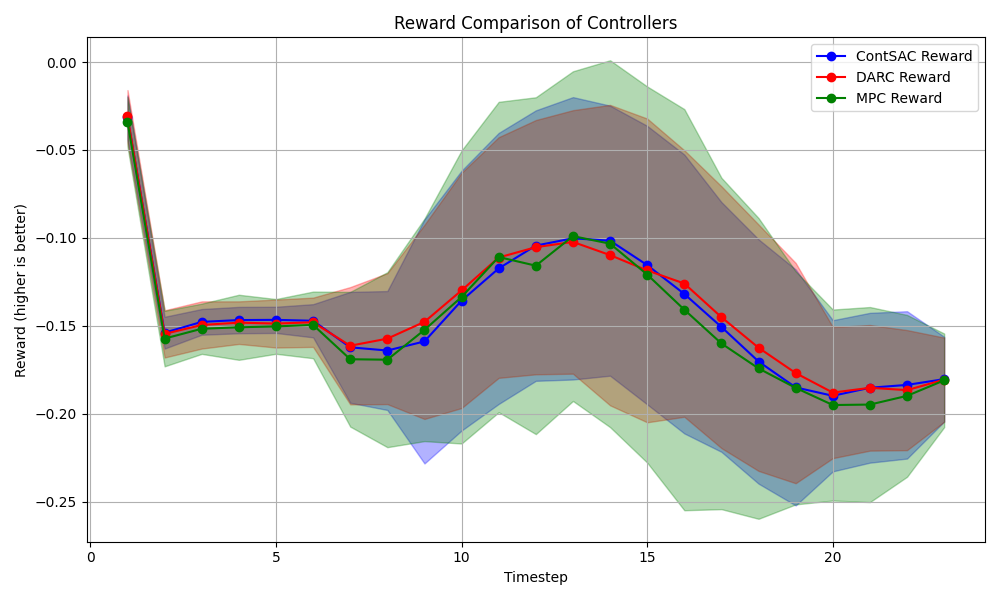 Reward Comparison of Controllers
ContSAC Reward
DARC Reward
MPC Reward
Reward (higher is better)
0.00
−0.05
−0.10
−0.15
−0.20
−0.25
0
5
10
15
20
Timestep